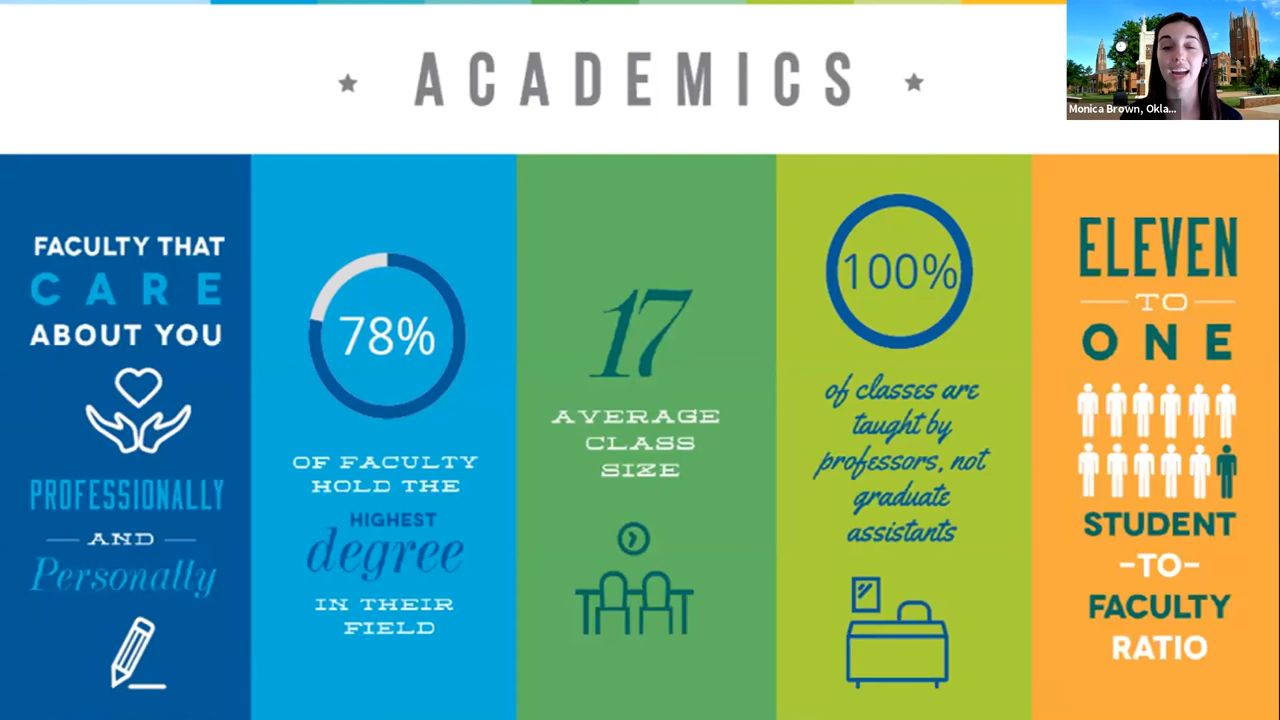 ACADEMICS
Monica Brown, Okla...
FACULTY THAT
CARE
ABOUT YOU
PROFESSIONALLY
AND
Personally
78%
OF FACULTY
HOLD THE
HIGHEST
degree
IN THEIR
FIELD
17
AVERAGE
CLASS
SIZE
100%
of classes are
taught by
professors, not
graduate
assistants
ELEVEN
TO
ONE
STUDENT
-TO-
FACULTY
RATIO